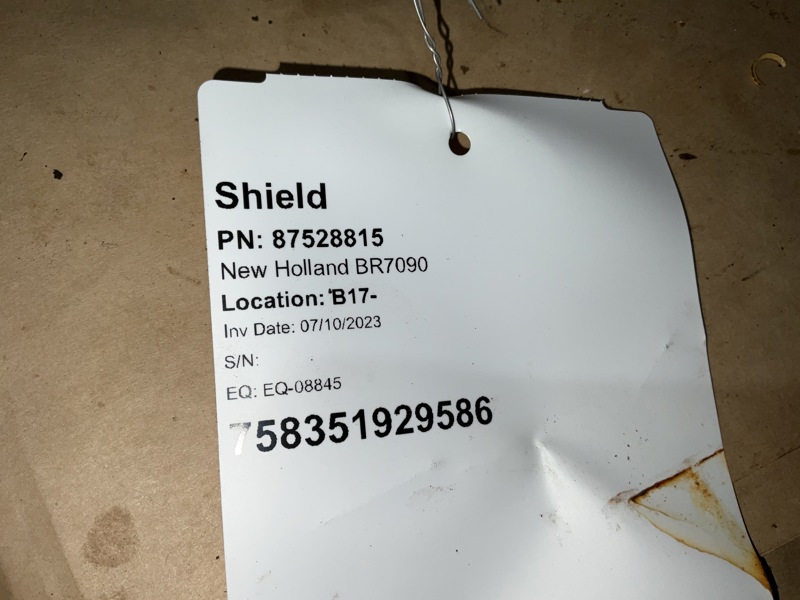 Shield
PN: 87528815
New Holland BR7090
Location: B17-
Inv Date: 07/10/2023
S/N:
EQ: EQ-08845
758351929586